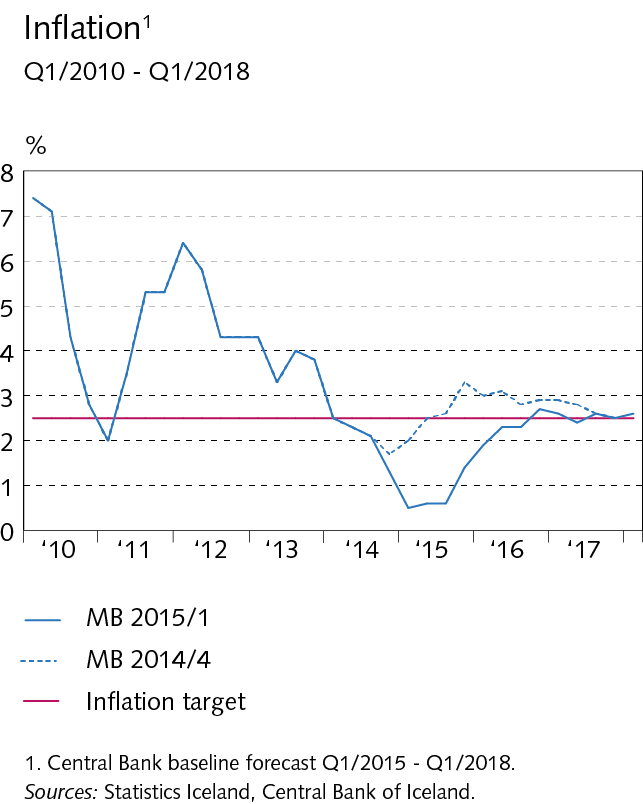 Inflation¹
Q1/2010 - Q1/2018
%
8
7
6
5
4
3
2
1
0
‘10 ‘11 ‘12 ‘13 ‘14 ‘15 ‘16 ‘17
MB 2015/1
MB 2014/4
Inflation target
1. Central Bank baseline forecast Q1/2015 - Q1/2018.
Sources: Statistics Iceland, Central Bank of Iceland.